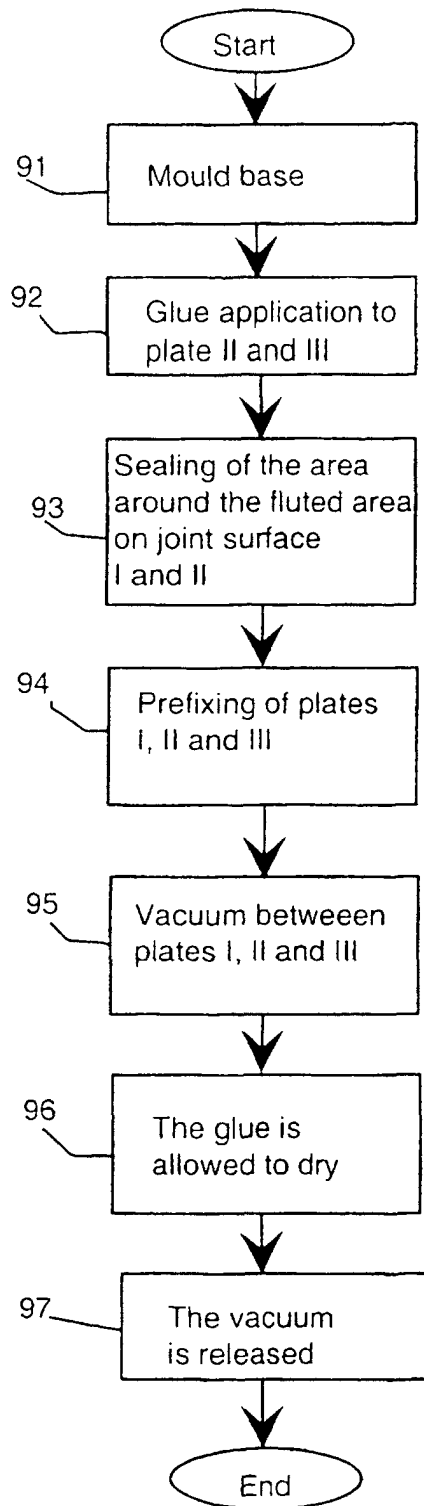 Start
91
Mould base
92
Glue application to
plate II and III
93
Sealing of the area
around the fluted area
on joint surface
I and II
94
Prefixing of plates
I, II and III
95
Vacuum betweeen
plates I, II and III
96
The glue is
allowed to dry
97
The vacuum
is released
End